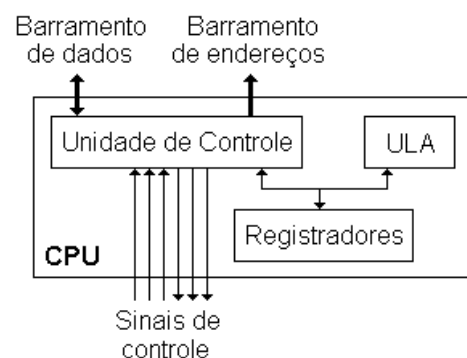 Barramento
de dados
Barramento
de endereços
Unidade de Controle
ULA
Registradores
CPU
Sinais de
controle